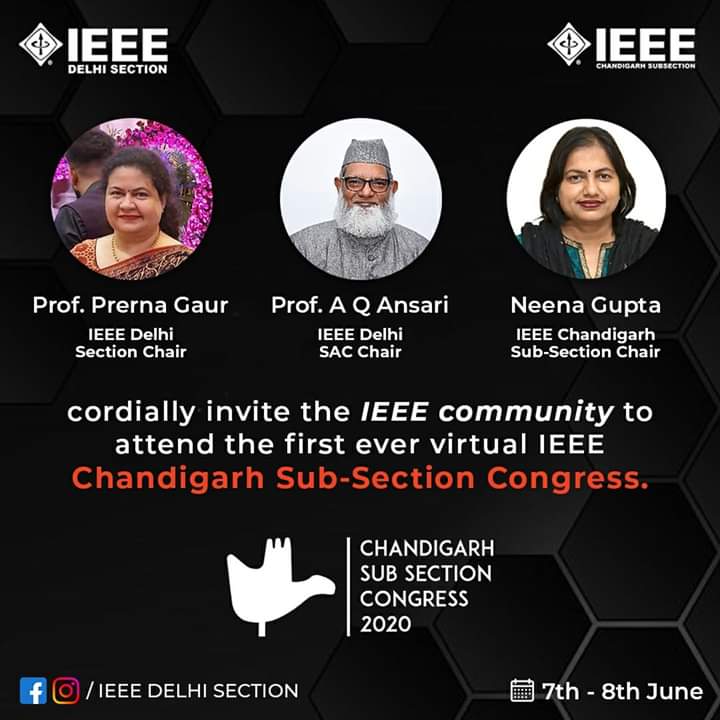 IEEE
DELHI SECTION
IEEE
CHANDIGARH SUBSECTION
Prof. Prerna Gaur
IEEE Delhi
Section Chair
Prof. A Q Ansari
IEEE Delhi
SAC Chair
Neena Gupta
IEEE Chandigarh
Sub-Section Chair
cordially invite the IEEE community to
attend the first ever virtual IEEE
Chandigarh Sub-Section Congress.
CHANDIGARH
SUB SECTION
CONGRESS
2020
/ IEEE DELHI SECTION
7th - 8th June